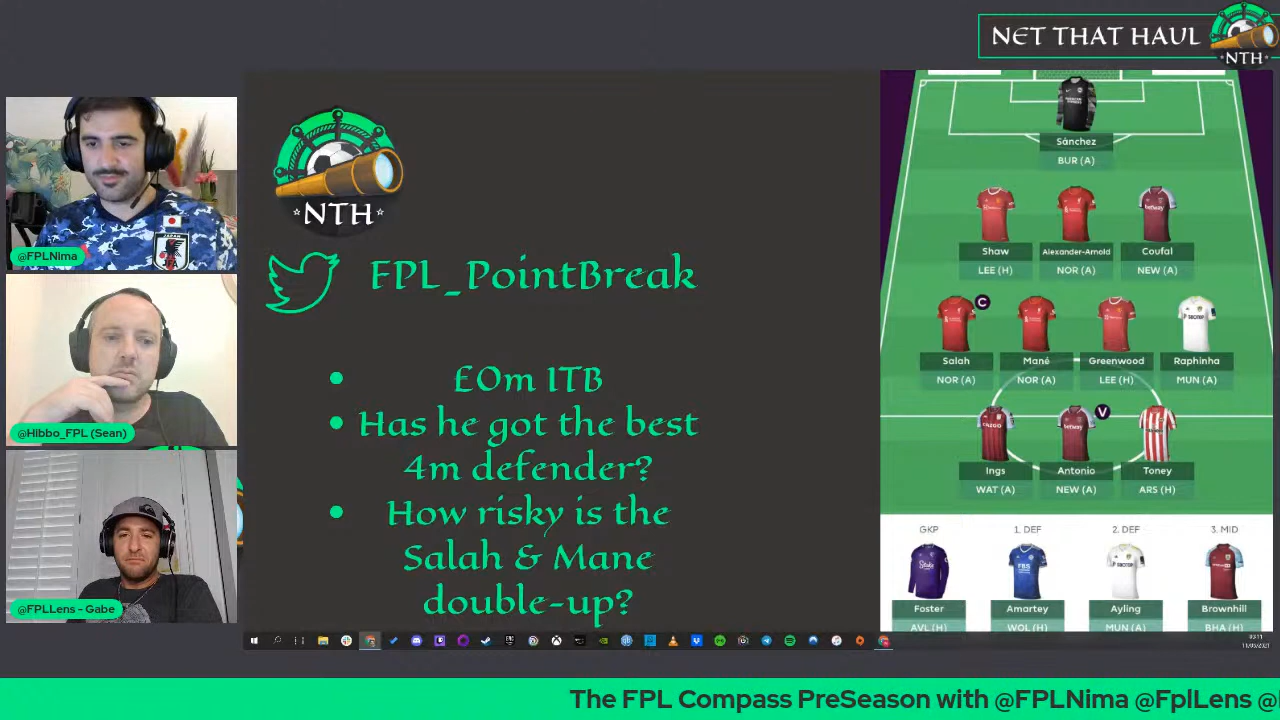 NET THAT HAUL
NTH
@FPLNima
JAPAN
JFA
@Hibbo_FPL (Sean)
@FPLLens - Gabe
NTH
FPL_PointBreak
£0m ITB
Has he got the best
4m defender?
How risky is the
Salah & Mane
double-up?
Sánchez
BUR (A)
Shaw
LEE (H)
Alexander-Arnold
NOR (A)
Coufal
NEW (A)
C
Salah
NOR (A)
Mané
NOR (A)
Greenwood
LEE (H)
Raphinha
MUN (A)
V
Ings
WAT (A)
Antonio
NEW (A)
Toney
ARS (H)
GKP
1. DEF
2. DEF
3. MID
Foster
AVL (H)
Amartey
WOL (H)
Ayling
MUN (A)
Brownhill
BHA (H)
The FPL Compass PreSeason with @FPLNima @FplLens @